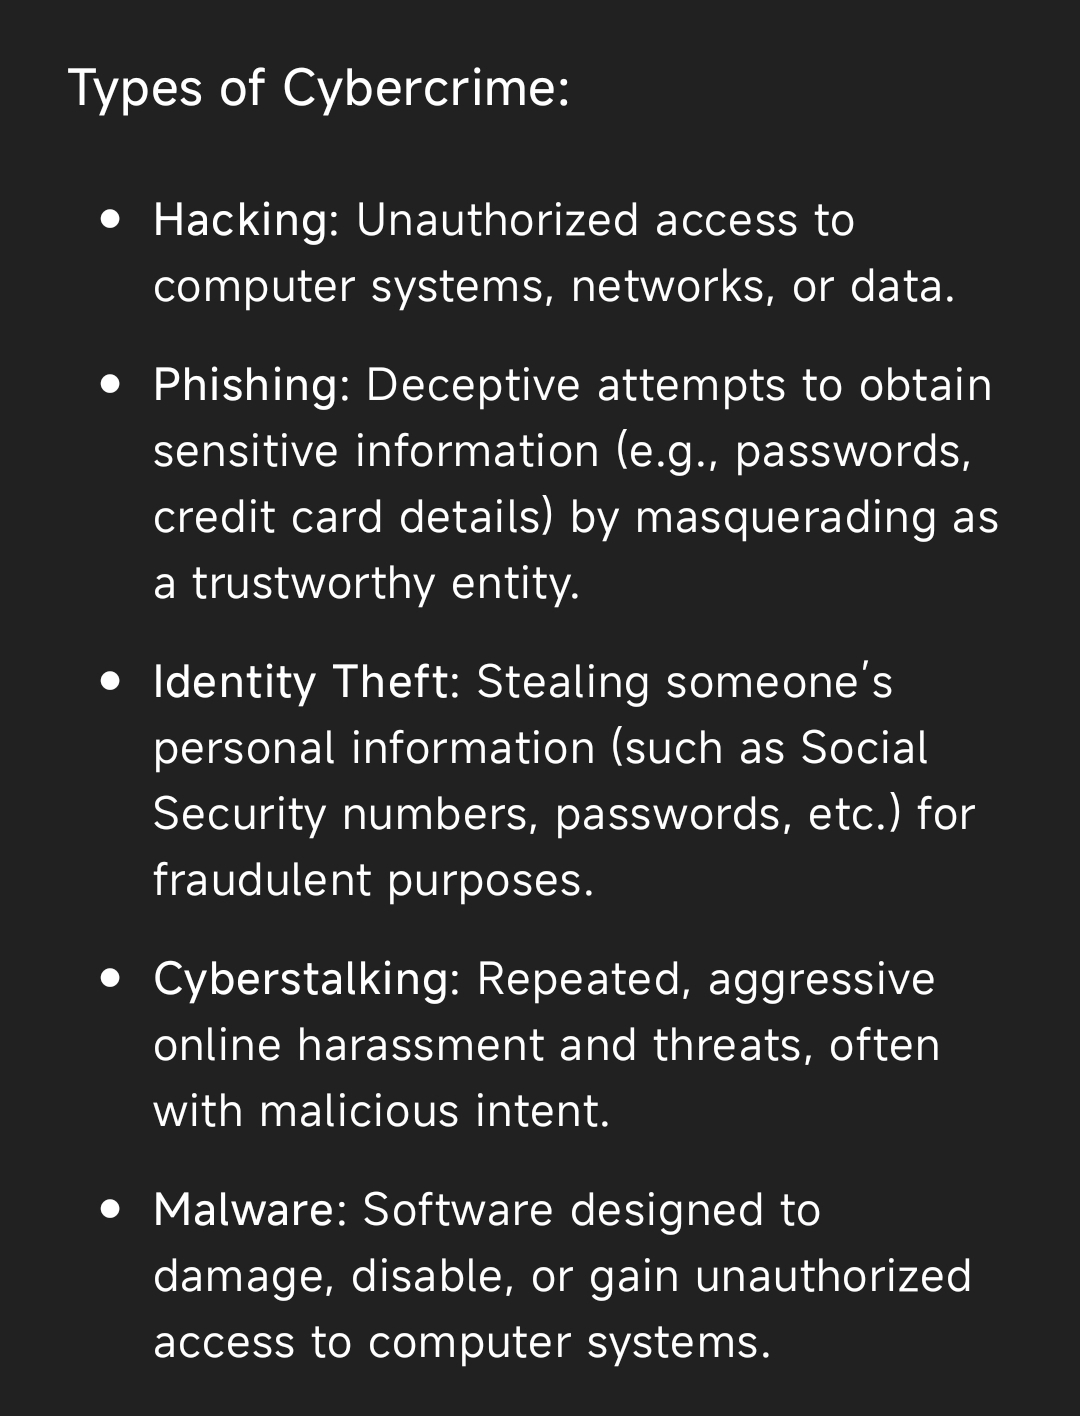 Types of Cybercrime:
• Hacking: Unauthorized access to
computer systems, networks, or data.
• Phishing: Deceptive attempts to obtain
sensitive information (e.g., passwords,
credit card details) by masquerading as
a trustworthy entity.
• Identity Theft: Stealing someone's
personal information (such as Social
Security numbers, passwords, etc.) for
fraudulent purposes.
• Cyberstalking: Repeated, aggressive
online harassment and threats, often
with malicious intent.
• Malware: Software designed to
damage, disable, or gain unauthorized
access to computer systems.